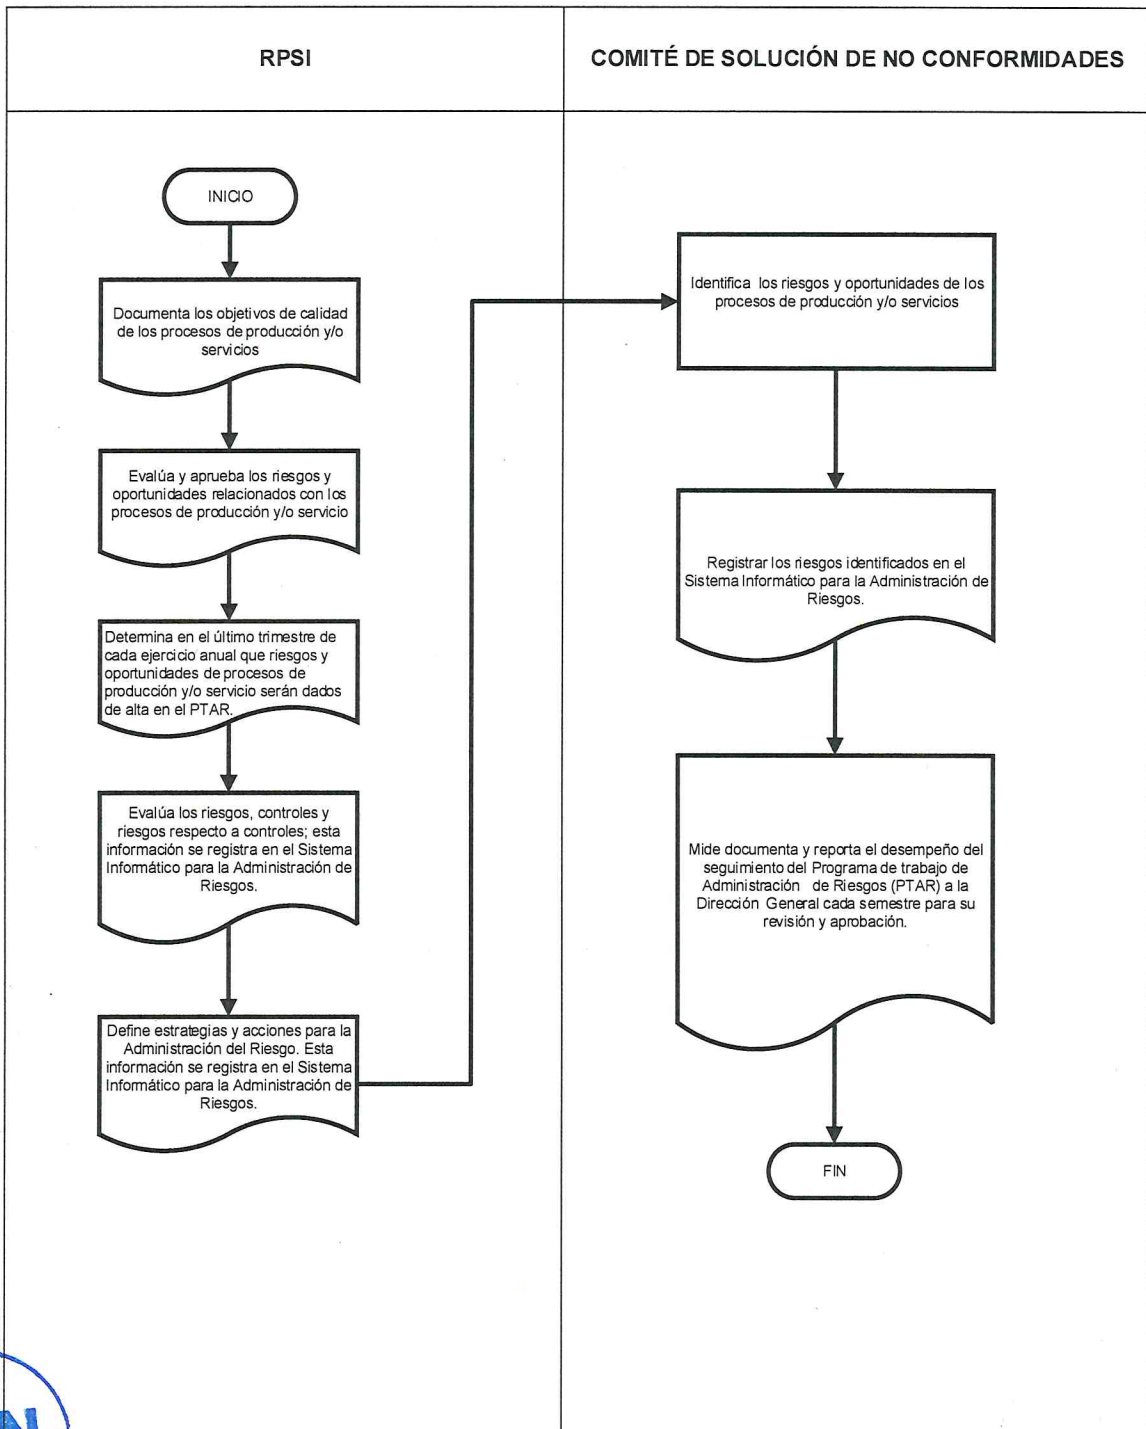 RPSI
COMITÉ DE SOLUCIÓN DE NO CONFORMIDADES
INICIO
Documenta los objetivos de calidad
de los procesos de producción y/o
servicios
Evalúa y aprueba los riesgos y
oportunidades relacionados con los
procesos de producción y/o servicio
Determina en el último trimestre de
cada ejercicio anual que riesgos y
oportunidades de procesos de
producción y/o servicio serán dados
de alta en el PTAR.
Evalúa los riesgos, controles y
riesgos respecto a controles; esta
información se registra en el Sistema
Informático para la Administración de
Riesgos.
Define estrategias y acciones para la
Administración del Riesgo. Esta
información se registra en el Sistema
Informático para la Administración de
Riesgos.
Identifica los riesgos y oportunidades de los
procesos de producción y/o servicios
Registrar los riesgos identificados en el
Sistema Informático para la Administración de
Riesgos.
Mide documenta y reporta el desempeño del
seguimiento del Programa de trabajo de
Administración de Riesgos (PTAR) a la
Dirección General cada semestre para su
revisión y aprobación.
FIN